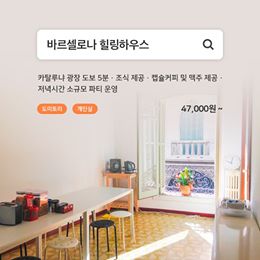 바르셀로나 힐링하우스
카탈루냐 광장 도보 5분 · 조식 제공 · 캡슐커피 및 맥주 제공 ·
저녁시간 소규모 파티 운영
도미토리 개인실 47,000원~